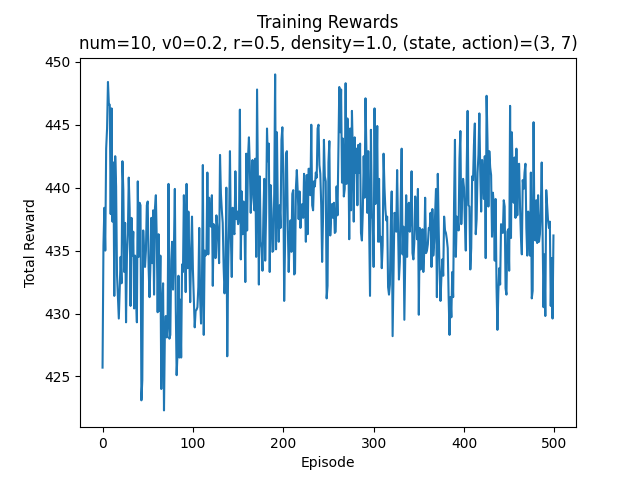 Training Rewards
num=10, v0=0.2, r=0.5, density=1.0, (state, action)=(3, 7)
450
445
440
435
430
425
Total Reward
0 100 200 300 400 500
Episode